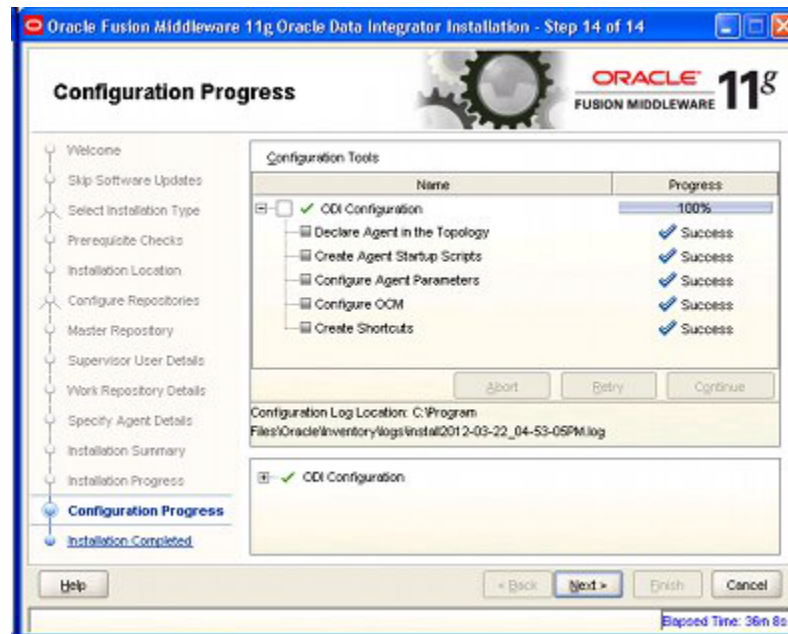 Oracle Fusion Middleware 11g Oracle Data Integrator Installation - Step 14 of 14
Configuration Progress
ORACLE
FUSION MIDDLEWARE 11g
Welcome
Skip Software Updates
Select Installation Type
Prerequisite Checks
Installation Location
Configure Repositories
Master Repository
Supervisor User Details
Work Repository Details
Specify Agent Details
Installation Summary
Installation Progress
Configuration Progress
Installation Completed
Configuration Tools
Name Progress
ODI Configuration 100%
Declare Agent in the Topology Success
Create Agent Startup Scripts Success
Configure Agent Parameters Success
Configure OCM Success
Create Shortcuts Success
Abort Retry Continue
Configuration Log Location: C:\Program
Files\Oracle\Inventory\logs\install2012-03-22_04-53-05PM.log
ODI Configuration
Help < Back Next > Finish Cancel
Elapsed Time: 36m 8s